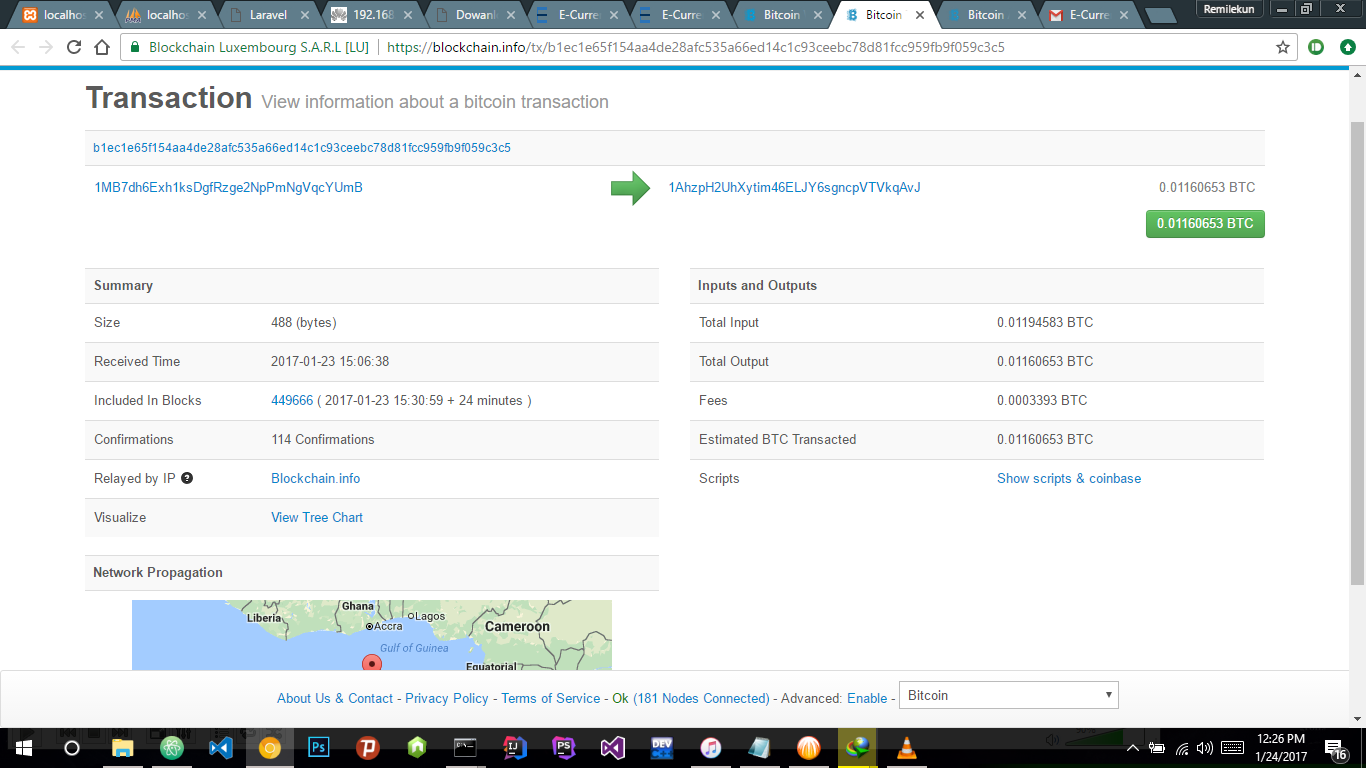 localhos
localhos
Laravel
192.168
Dowanl
E-Curre
E-Curre
Bitcoin
Bitcoin
Bitcoin
E-Curre
Remilekun
Blockchain Luxembourg S.A.R.L [LU]
https://blockchain.info/tx/b1ec1e65f154aa4de28afc535a66ed14c1c93ceebc78d81fcc959fb9f059c3c5
Transaction View information about a bitcoin transaction
b1ec1e65f154aa4de28afc535a66ed14c1c93ceebc78d81fcc959fb9f059c3c5
1MB7dh6Exh1ksDgfRzge2NpPmNgVqcYUmB
1AhzpH2UhXytim46ELJY6sgncpVTVkqAvJ
0.01160653 BTC
0.01160653 BTC
Summary
Size 488 (bytes)
Received Time 2017-01-23 15:06:38
Included In Blocks 449666 ( 2017-01-23 15:30:59 + 24 minutes )
Confirmations 114 Confirmations
Relayed by IP ? Blockchain.info
Visualize View Tree Chart
Inputs and Outputs
Total Input 0.01194583 BTC
Total Output 0.01160653 BTC
Fees 0.0003393 BTC
Estimated BTC Transacted 0.01160653 BTC
Scripts Show scripts & coinbase
Network Propagation
Liberia
Ghana
Accra
Lagos
Cameroon
Gulf of Guinea
Equatorial
About Us & Contact - Privacy Policy - Terms of Service - Ok (181 Nodes Connected) - Advanced: Enable - Bitcoin
Ps
IJ
PS
DEV
12:26 PM
1/24/2017
16